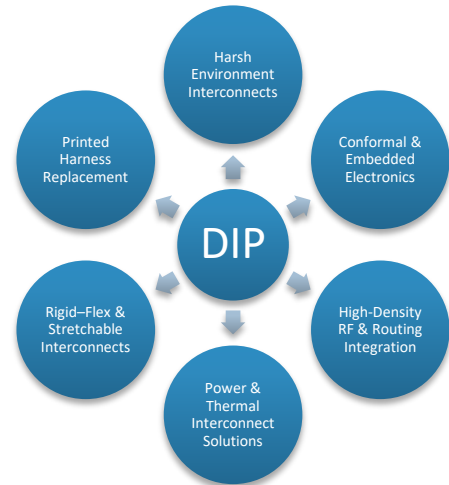 Harsh
Environment
Interconnects
Conformal &
Embedded
Electronics
High-Density
RF & Routing
Integration
Power &
Thermal
Interconnect
Solutions
Rigid–Flex &
Stretchable
Interconnects
Printed
Harness
Replacement
DIP